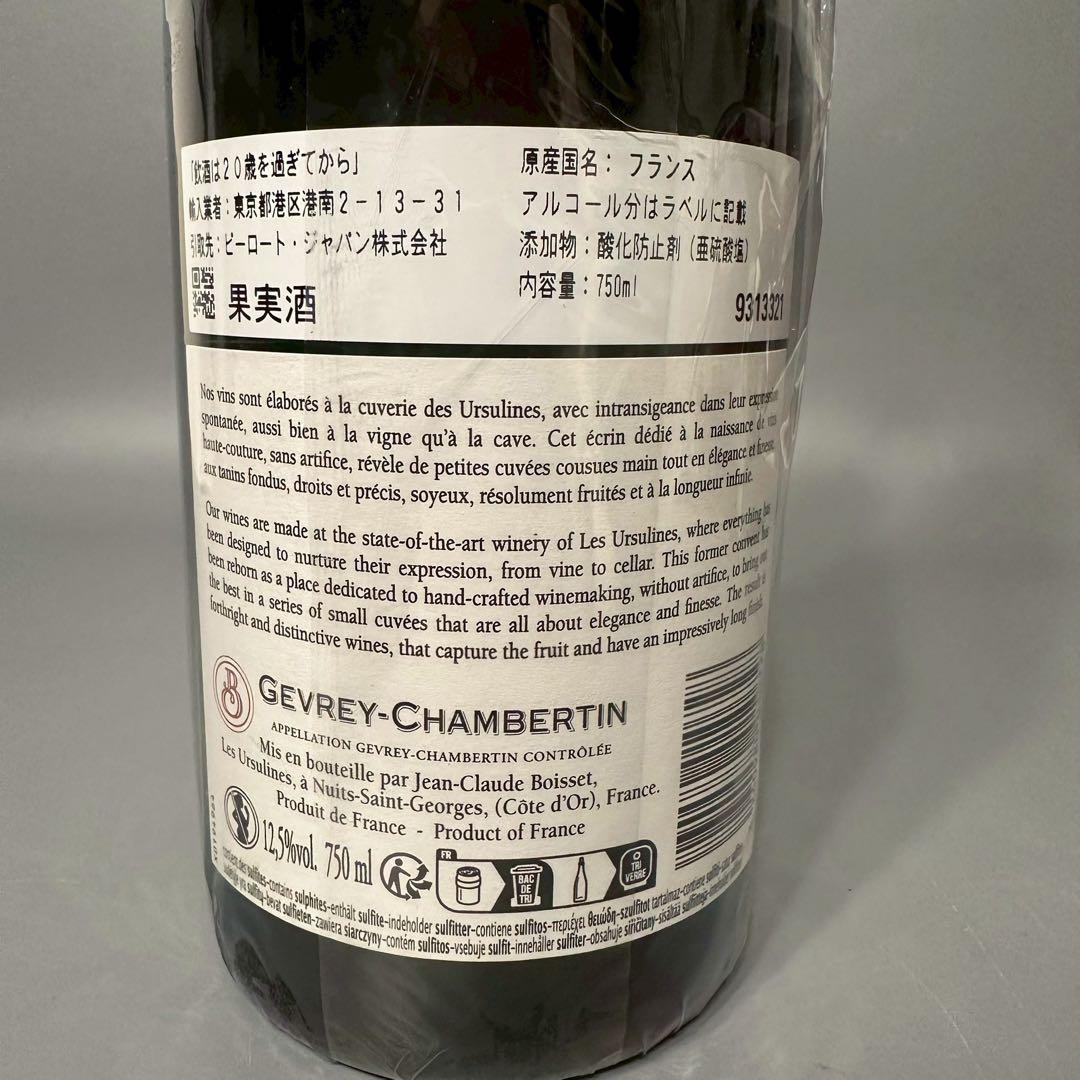 「飲酒は20歳を過ぎてから」
輸入業者：東京都港区港南2-13-31
引取先：ピーロート・ジャパン株式会社
果実酒
原産国名：フランス
アルコール分はラベルに記載
添加物：酸化防止剤（亜硫酸塩）
内容量：750ml
9313321
Nos vins sont élaborés à la cuverie des Ursulines, avec intransigeance dans leur expression
spontanée, aussi bien à la vigne qu'à la cave. Cet écrin dédié à la naissance de vins
haute-couture, sans artifice, révèle de petites cuvées cousues main tout en élégance et finesse,
aux tanins fondus, droits et précis, soyeux, résolument fruités et à la longueur infinie.
Our wines are made at the state-of-the-art winery of Les Ursulines, where everything has
been designed to nurture their expression, from vine to cellar. This former convent has
been reborn as a place dedicated to hand-crafted winemaking, without artifice, to bring out
the best in a series of small cuvées that are all about elegance and finesse. The result is
forthright and distinctive wines, that capture the fruit and have an impressively long finish.
B
GEVREY-CHAMBERTIN
APPELLATION GEVREY-CHAMBERTIN CONTRÔLÉE
Mis en bouteille par Jean-Claude Boisset,
Les Ursulines, à Nuits-Saint-Georges, (Côte d'Or), France.
Produit de France - Product of France
12,5%vol. 750 ml
FR
BAC DE TRI
TRI VERRE
contient des sulfites-contains sulphites-enthält sulfite-indeholder sulfitter-contiene sulfitos-περιέχει θειώδη-szulfitot tartalmaz-contiene
sulfiti-bevat sulfieten-zawiera siarczyny-contém sulfitos-vsebuje sulfit-innehåller sulfiter-obsahuje siřičitany-sisältää